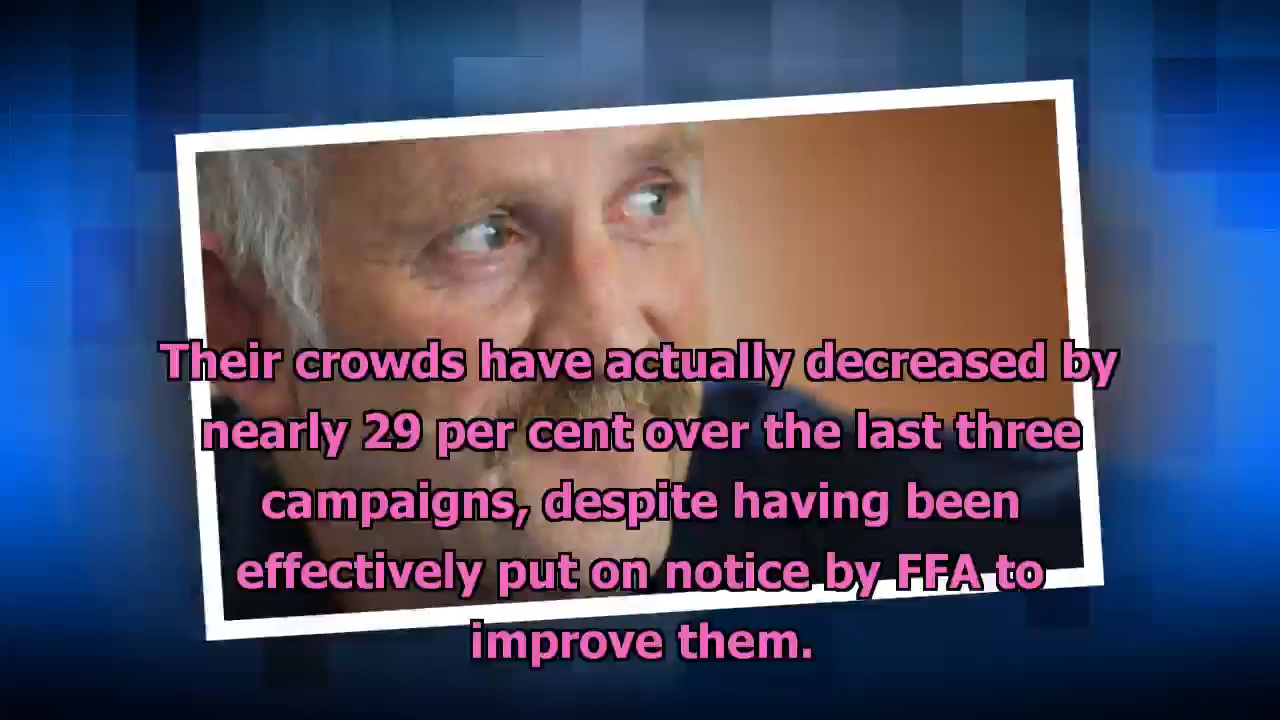 Their crowds have actually decreased by
nearly 29 per cent over the last three
campaigns, despite having been
effectively put on notice by FFA to
improve them.